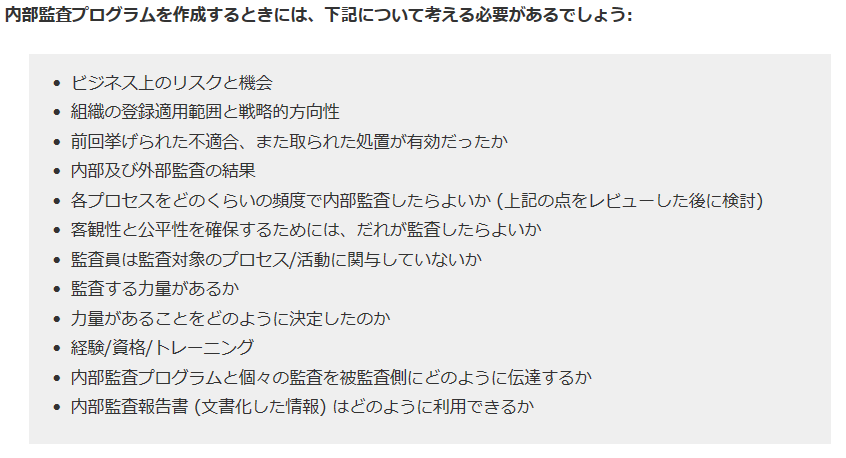 内部監査プログラムを作成するときには、下記について考える必要があるでしょう:
• ビジネス上のリスクと機会
• 組織の登録適用範囲と戦略的方向性
• 前回挙げられた不適合、また取られた処置が有効だったか
• 内部及び外部監査の結果
• 各プロセスをどのくらいの頻度で内部監査したらよいか (上記の点をレビューした後に検討)
• 客観性と公平性を確保するためには、だれが監査したらよいか
• 監査員は監査対象のプロセス/活動に関与していないか
• 監査する力量があるか
• 力量があることをどのように決定したのか
• 経験/資格/トレーニング
• 内部監査プログラムと個々の監査を被監査側にどのように伝達するか
• 内部監査報告書 (文書化した情報) はどのように利用できるか